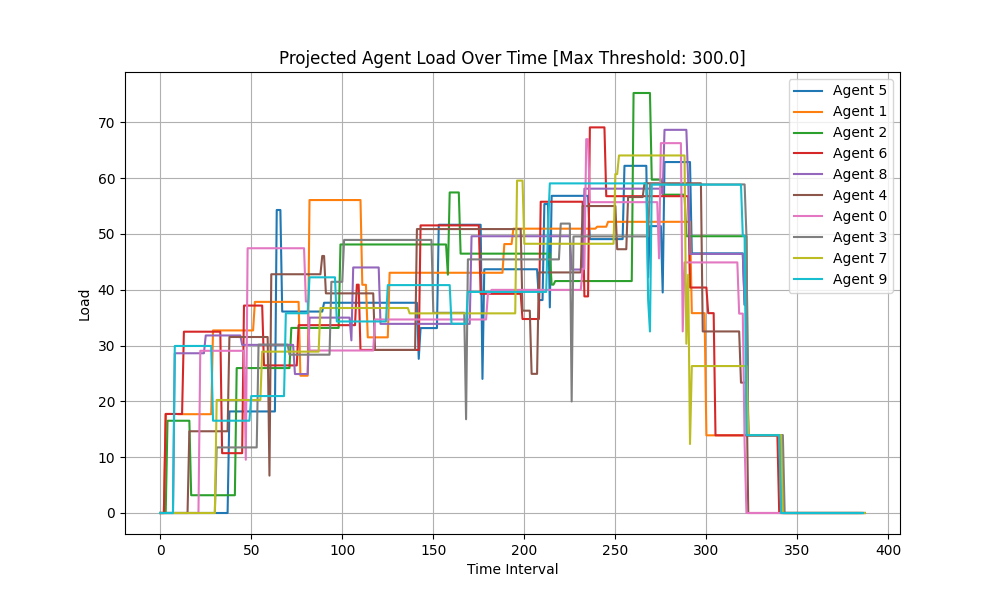 Projected Agent Load Over Time [Max Threshold: 300.0]
Load
70
60
50
40
30
20
10
0
0 50 100 150 200 250 300 350 400
Time Interval
Agent 5
Agent 1
Agent 2
Agent 6
Agent 8
Agent 4
Agent 0
Agent 3
Agent 7
Agent 9